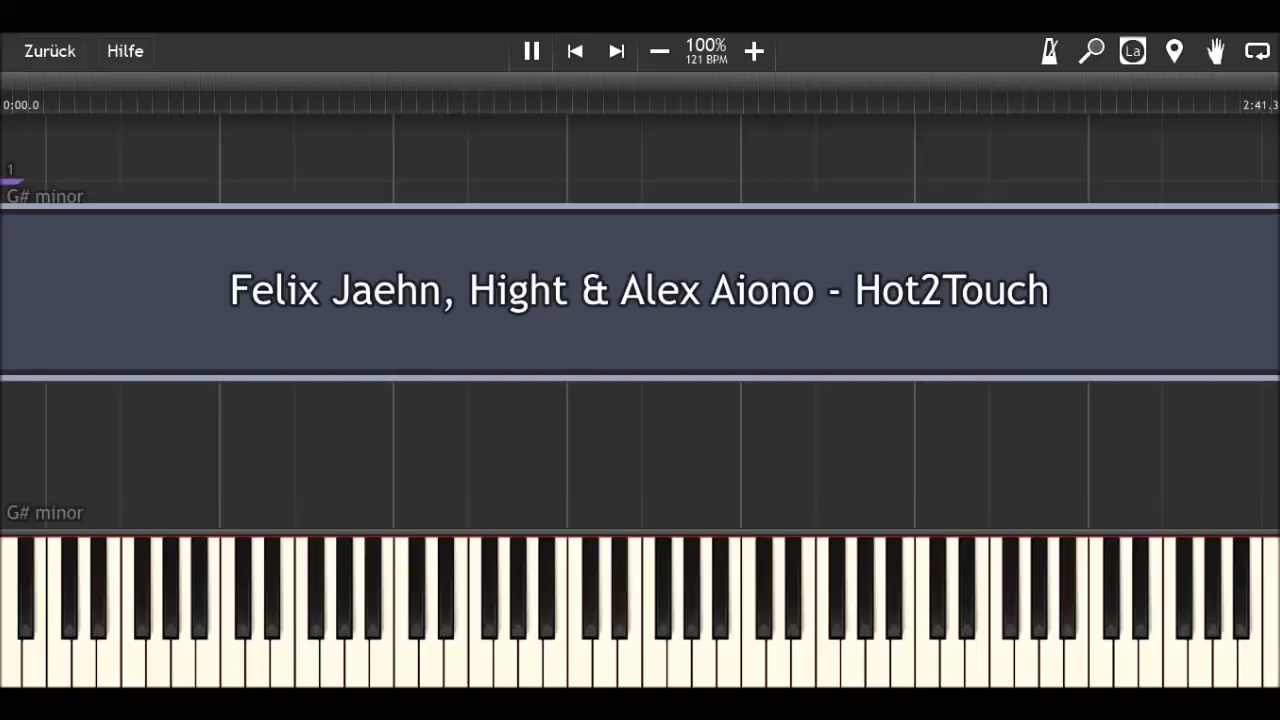 Zurück Hilfe 100% La
121 BPM
0:00.0 2:41.3
1
G# minor
Felix Jaehn, Hight & Alex Aiono - Hot2Touch
G# minor